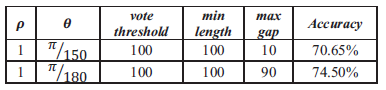 ρ θ vote threshold min length max gap Accuracy
1 π/150 100 100 10 70.65%
1 π/180 100 100 90 74.50%